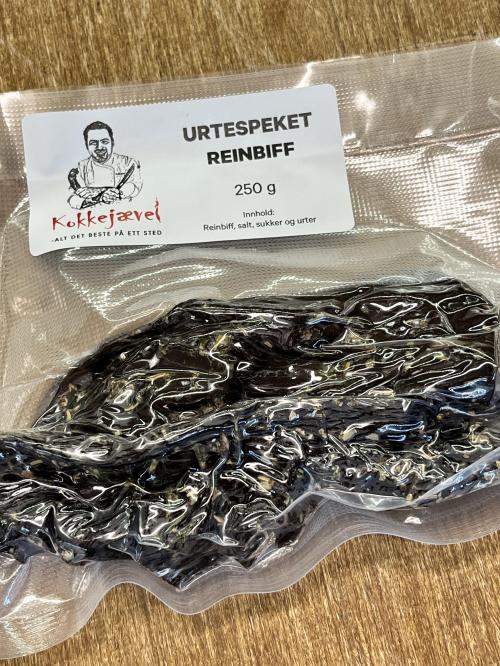 URTESPEKET
REINBIFF
250 g
Innhold:
Reinbiff, salt, sukker og urter
Kokkejævel
-ALT DET BESTE PÅ ETT STED